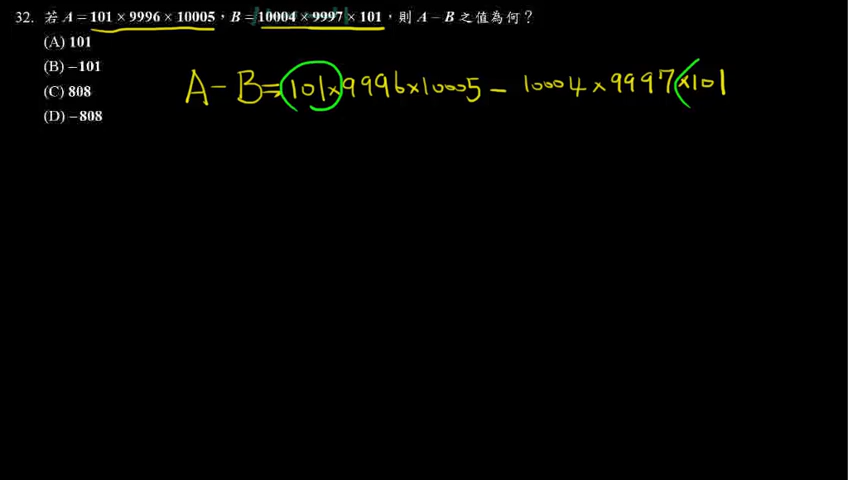 32. 若 A = 101 × 9996 × 10005，B = 10004 × 9997 × 101，則 A − B 之值為何？
(A) 101
(B) −101
(C) 808
(D) −808
A − B = 101 × 9996 × 10005 − 10004 × 9997 × 101